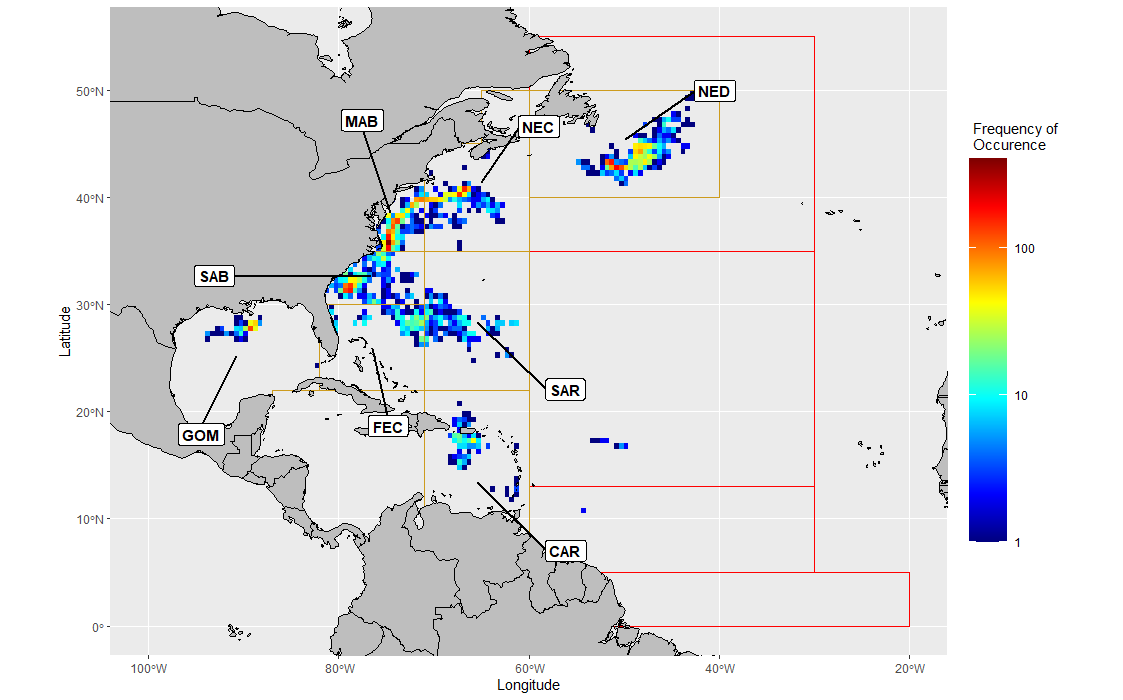 NED
MAB
NEC
SAB
SAR
GOM
FEC
CAR
50°N
40°N
30°N
20°N
10°N
0°
Latitude
100°W
80°W
60°W
40°W
20°W
Longitude
Frequency of
Occurence
100
10
1